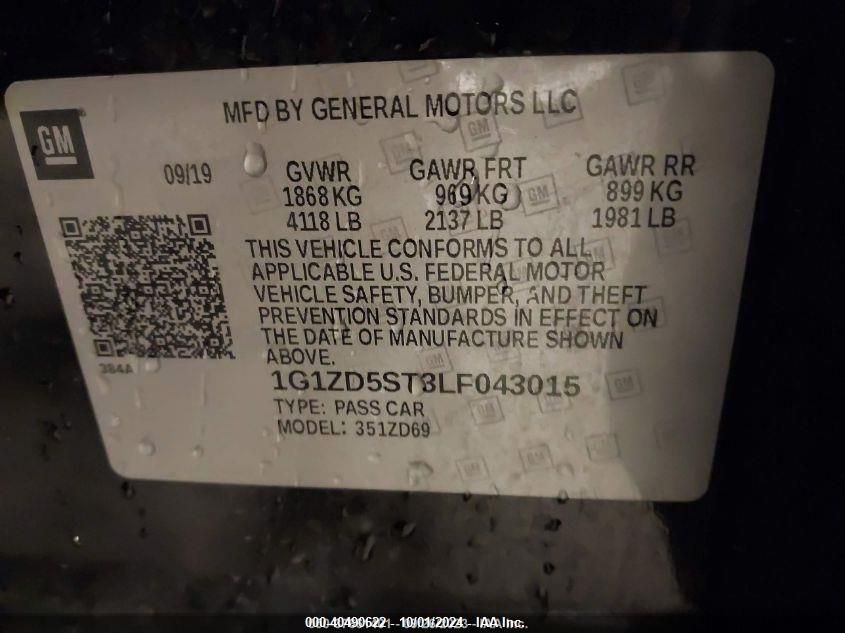 MFD BY GENERAL MOTORS LLC
GM
09/19
GVWR GAWR FRT GAWR RR
1868 KG 969 KG 899 KG
4118 LB 2137 LB 1981 LB
THIS VEHICLE CONFORMS TO ALL
APPLICABLE U.S. FEDERAL MOTOR
VEHICLE SAFETY, BUMPER, AND THEFT
PREVENTION STANDARDS IN EFFECT ON
THE DATE OF MANUFACTURE SHOWN
ABOVE.
384A
1G1ZD5ST3LF043015
TYPE: PASS CAR
MODEL: 351ZD69
000-40490622 - 10/01/2024 - IAA Inc.